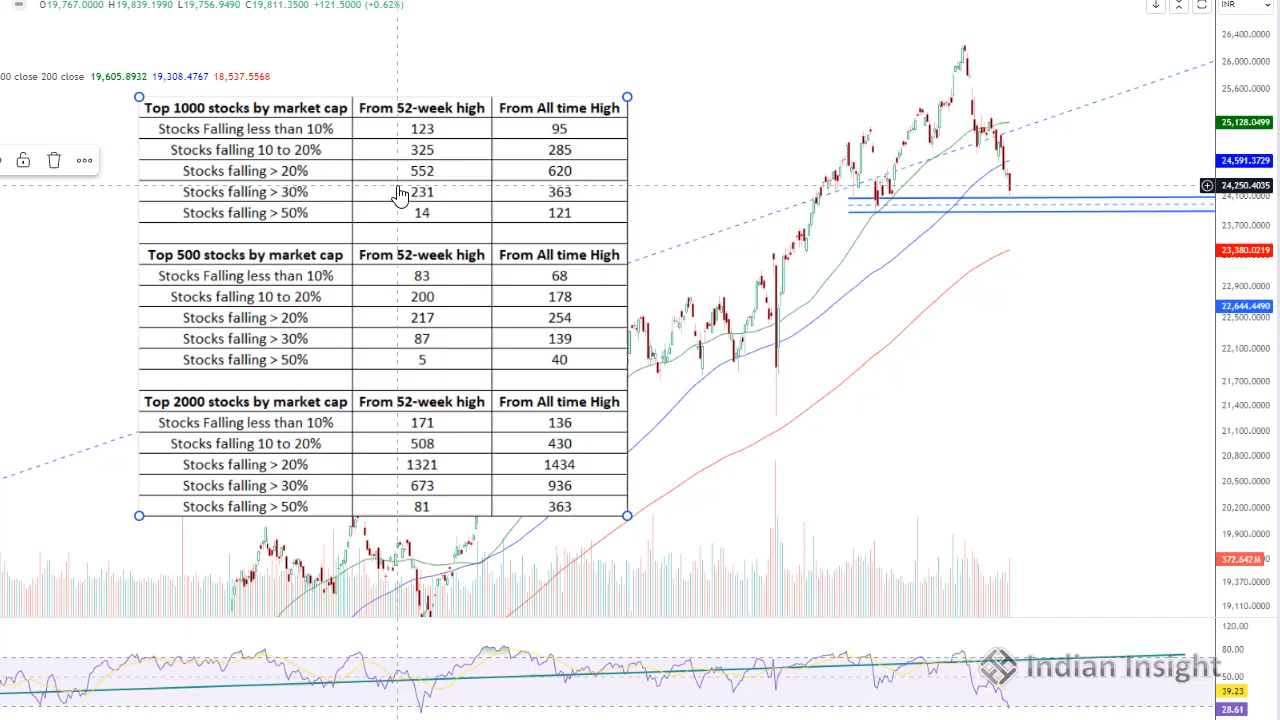 O19,767.0000 H19,839.1990 L19,756.9490 C19,811.3500 +121.5000 (+0.62%)
INR
00 close 200 close 19,605.8932 19,308.4767 18,537.5568
Top 1000 stocks by market cap From 52-week high From All time High
Stocks Falling less than 10% 123 95
Stocks falling 10 to 20% 325 285
Stocks falling > 20% 552 620
Stocks falling > 30% 231 363
Stocks falling > 50% 14 121
Top 500 stocks by market cap From 52-week high From All time High
Stocks Falling less than 10% 83 68
Stocks falling 10 to 20% 200 178
Stocks falling > 20% 217 254
Stocks falling > 30% 87 139
Stocks falling > 50% 5 40
Top 2000 stocks by market cap From 52-week high From All time High
Stocks Falling less than 10% 171 136
Stocks falling 10 to 20% 508 430
Stocks falling > 20% 1321 1434
Stocks falling > 30% 673 936
Stocks falling > 50% 81 363
26,400.0000
26,000.0000
25,600.0000
25,128.0499
24,591.3729
24,250.4035
24,100.0000
23,700.0000
23,380.0219
22,900.0000
22,644.4490
22,500.0000
22,100.0000
21,700.0000
21,400.0000
21,100.0000
20,800.0000
20,500.0000
20,200.0000
19,900.0000
372.642M
19,370.0000
19,110.0000
120.00
80.00
Indian Insight
50.00
39.23
28.61